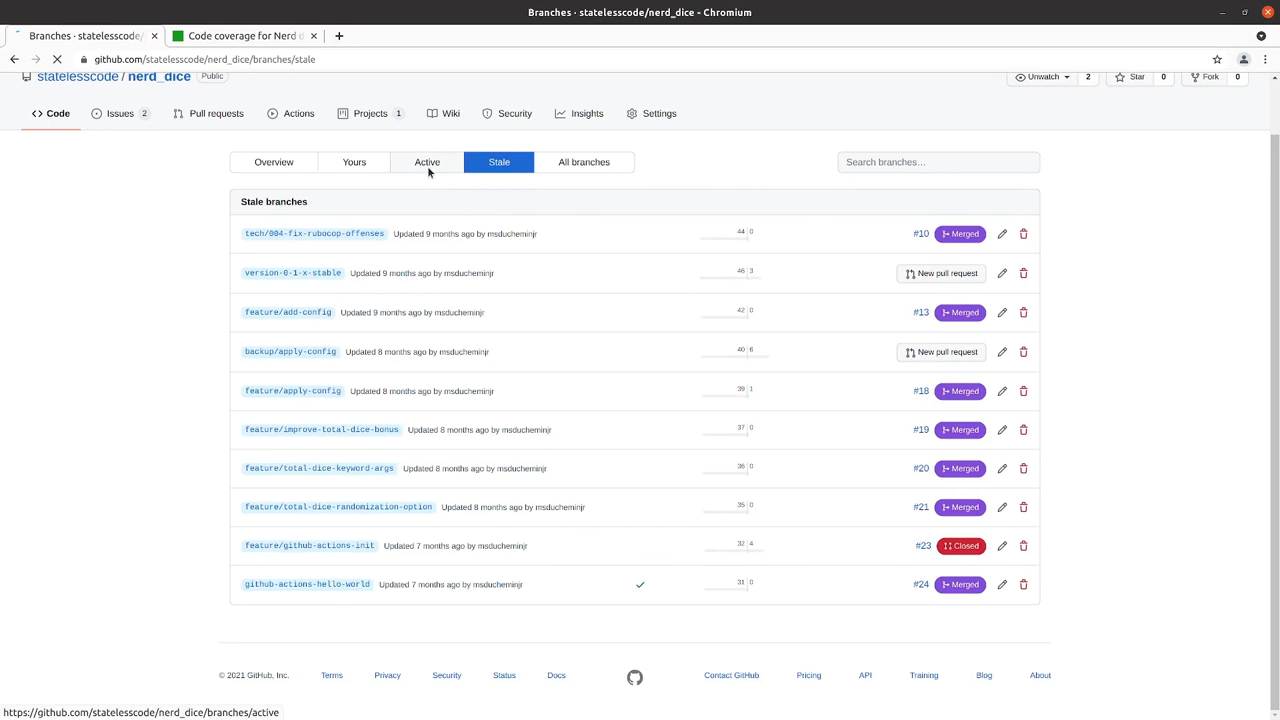 Branches · statelesscode/nerd_dice - Chromium
Branches · statelesscode/
Code coverage for Nerd d
github.com/statelesscode/nerd_dice/branches/stale
statelesscode / nerd_dice Public
Unwatch 2 Star 0 Fork 0
Code Issues 2 Pull requests Actions Projects 1 Wiki Security Insights Settings
Overview Yours Active Stale All branches Search branches…
Stale branches
tech/004-fix-rubocop-offenses Updated 9 months ago by msducheminjr 44 0 #10 Merged
version-0-1-x-stable Updated 9 months ago by msducheminjr 46 3 New pull request
feature/add-config Updated 9 months ago by msducheminjr 42 0 #13 Merged
backup/apply-config Updated 8 months ago by msducheminjr 40 6 New pull request
feature/apply-config Updated 8 months ago by msducheminjr 39 1 #18 Merged
feature/improve-total-dice-bonus Updated 8 months ago by msducheminjr 37 0 #19 Merged
feature/total-dice-keyword-args Updated 8 months ago by msducheminjr 36 0 #20 Merged
feature/total-dice-randomization-option Updated 8 months ago by msducheminjr 35 0 #21 Merged
feature/github-actions-init Updated 7 months ago by msducheminjr 32 4 #23 Closed
github-actions-hello-world Updated 7 months ago by msducheminjr 31 0 #24 Merged
© 2021 GitHub, Inc. Terms Privacy Security Status Docs Contact GitHub Pricing API Training Blog About
https://github.com/statelesscode/nerd_dice/branches/active